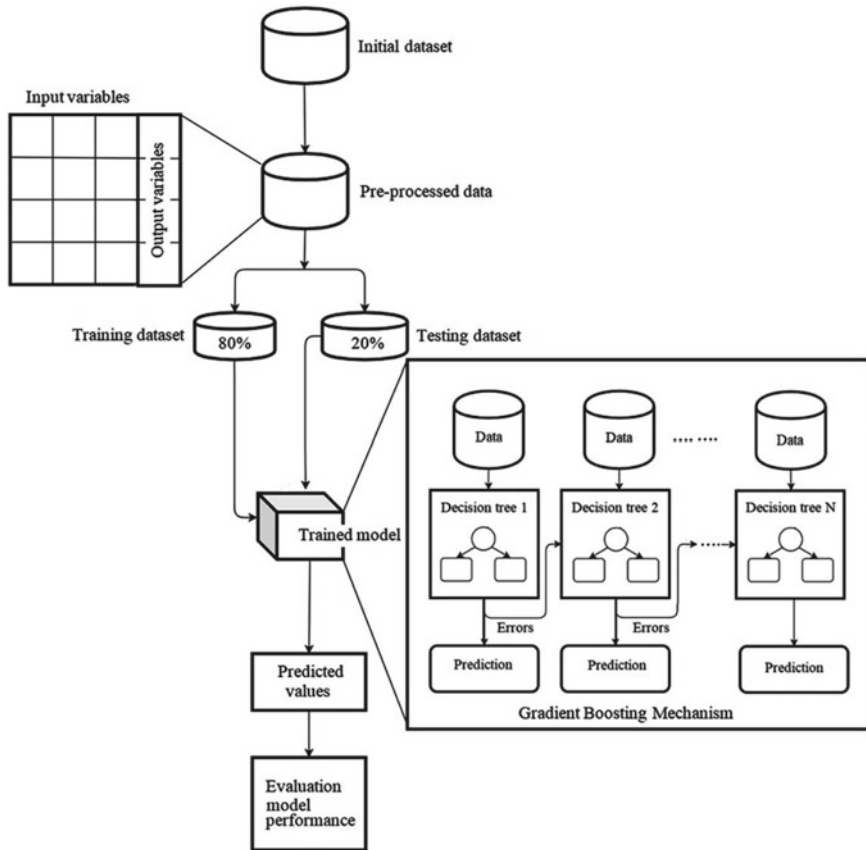 Initial dataset
Input variables
Output variables
Pre-processed data
Training dataset
80%
20%
Testing dataset
Data
Data
.... ....
Data
Decision tree 1
Decision tree 2
Decision tree N
Trained model
Errors
Errors
Prediction
Prediction
Prediction
Gradient Boosting Mechanism
Predicted
values
Evaluation
model
performance